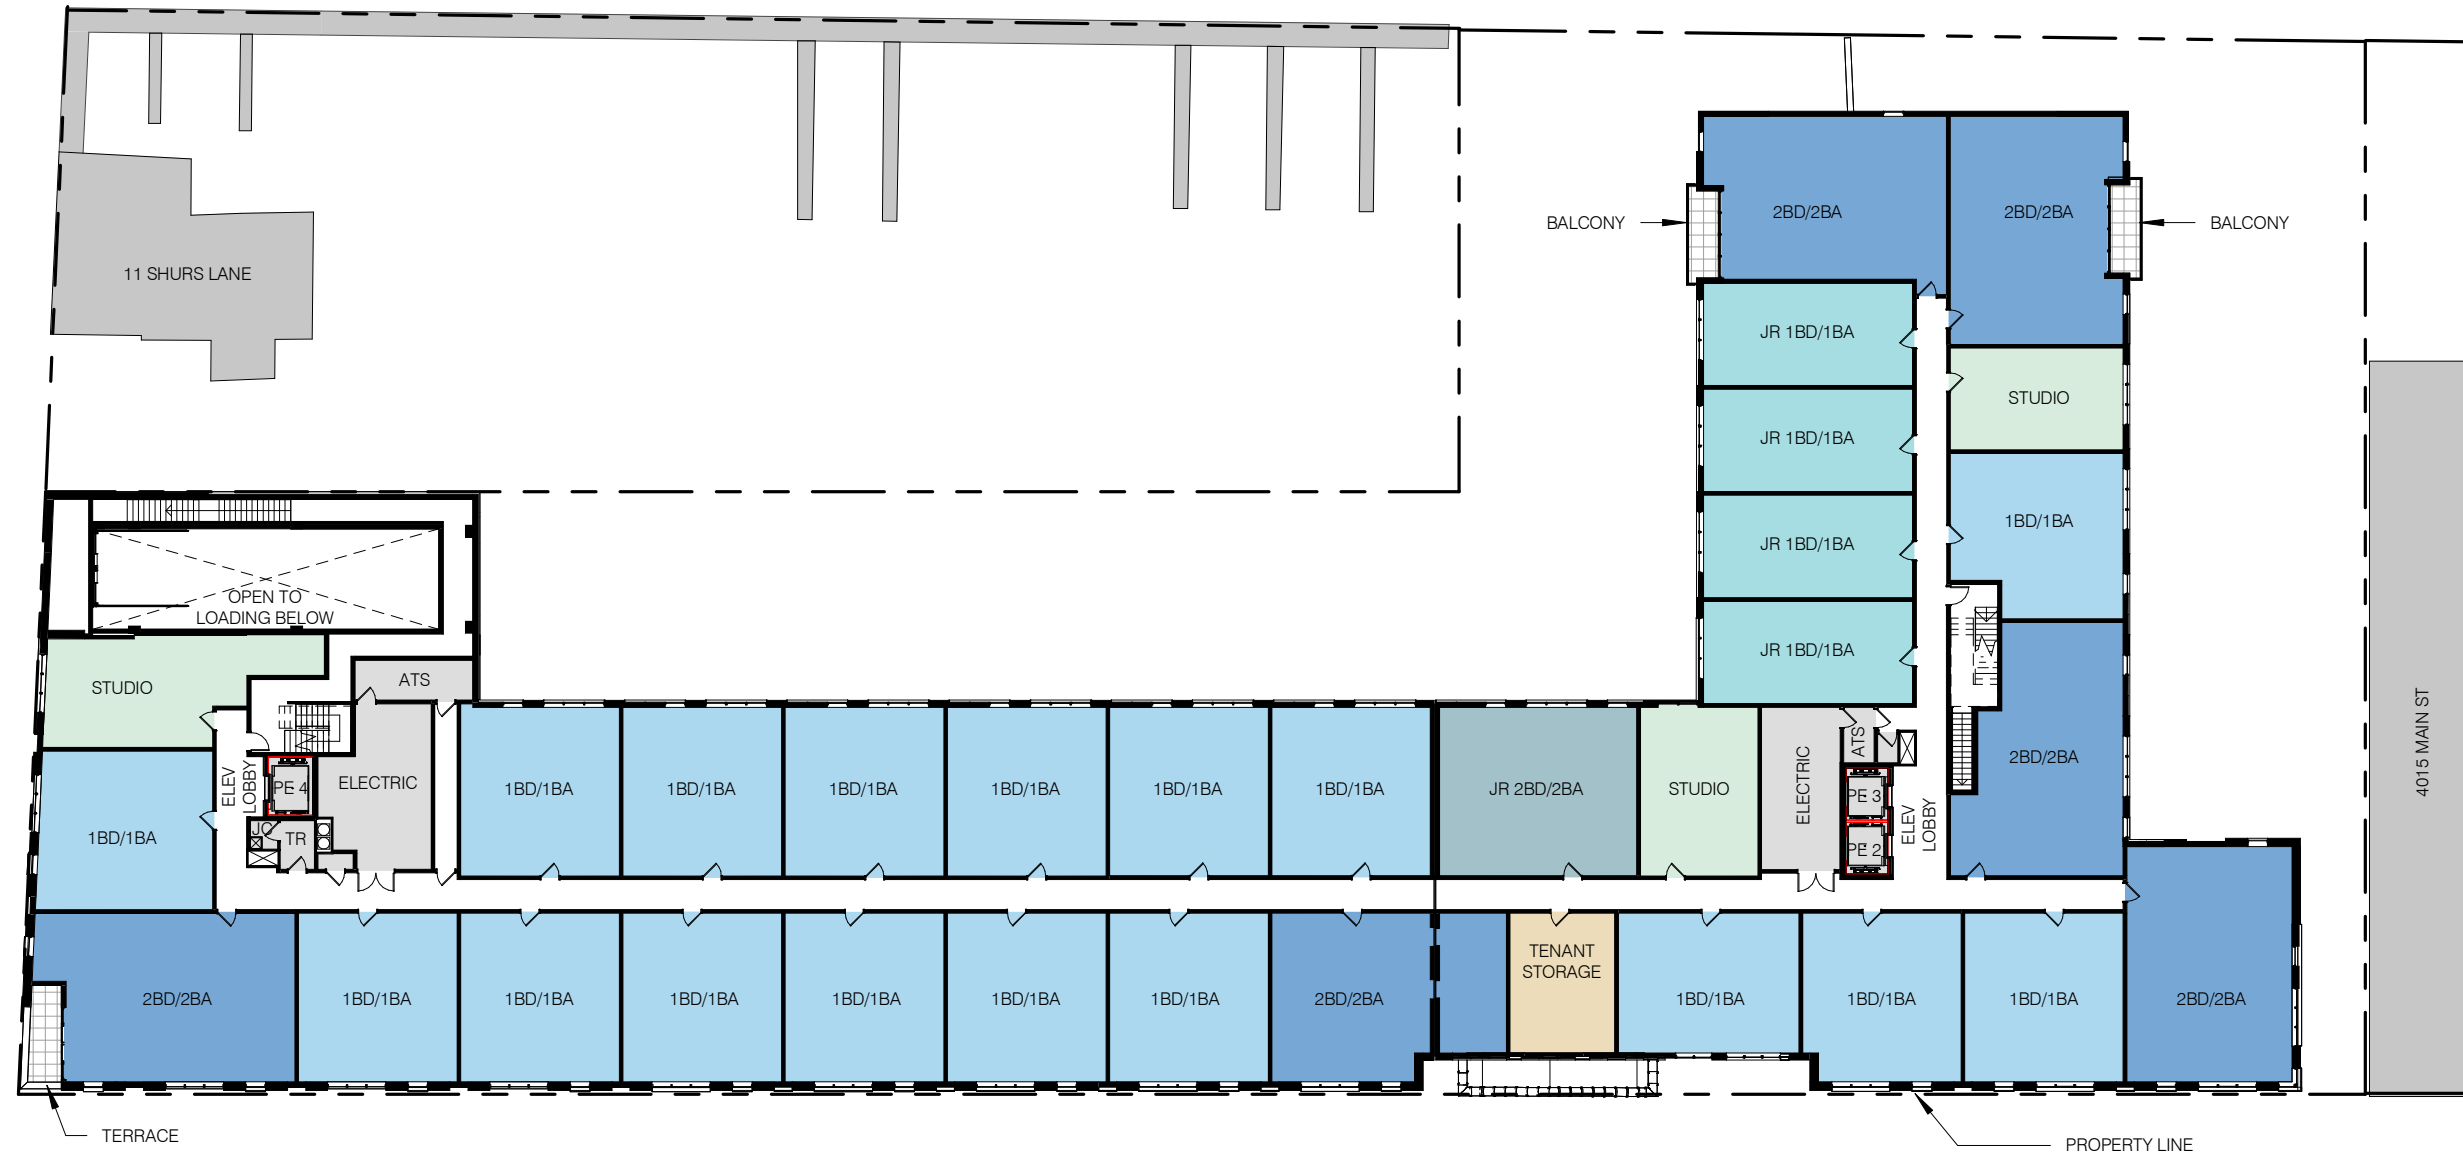 2BD/2BA
2BD/2BA
BALCONY
BALCONY
11 SHURS LANE
JR 1BD/1BA
STUDIO
JR 1BD/1BA
1BD/1BA
JR 1BD/1BA
OPEN TO
LOADING BELOW
JR 1BD/1BA
STUDIO
ATS
4015 MAIN ST
ATS
2BD/2BA
ELEV
LOBBY
PE 4
ELECTRIC
1BD/1BA
1BD/1BA
1BD/1BA
1BD/1BA
1BD/1BA
1BD/1BA
JR 2BD/2BA
STUDIO
ELECTRIC
PE 3
ELEV
LOBBY
PE 2
JC
TR
1BD/1BA
TENANT
STORAGE
2BD/2BA
1BD/1BA
1BD/1BA
1BD/1BA
1BD/1BA
1BD/1BA
1BD/1BA
2BD/2BA
1BD/1BA
1BD/1BA
1BD/1BA
2BD/2BA
TERRACE
PROPERTY LINE